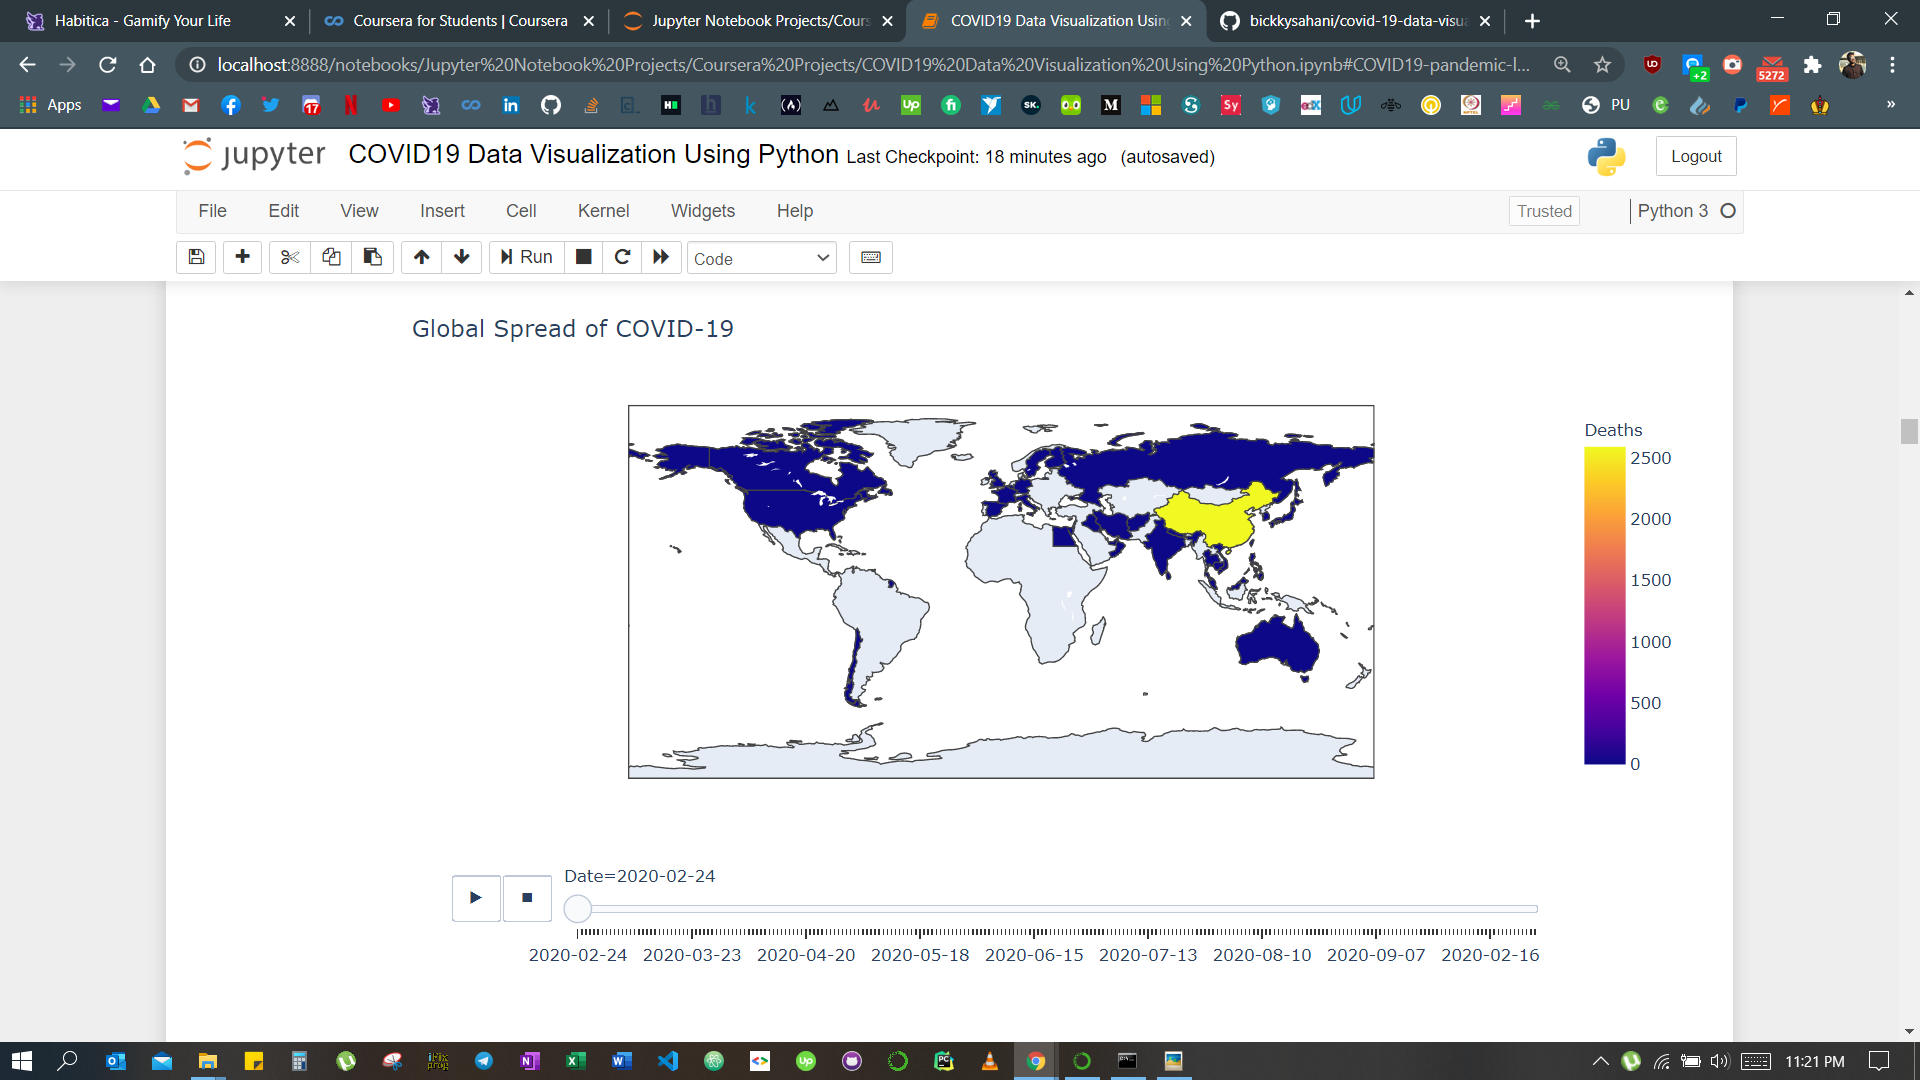 Habitica - Gamify Your Life
Coursera for Students | Coursera
Jupyter Notebook Projects/Cours
COVID19 Data Visualization Usin
bickkysahani/covid-19-data-visua
localhost:8888/notebooks/Jupyter%20Notebook%20Projects/Coursera%20Projects/COVID19%20Data%20Visualization%20Using%20Python.ipynb#COVID19-pandemic-I...
+2
5272
Apps
17
PU
jupyter COVID19 Data Visualization Using Python Last Checkpoint: 18 minutes ago (autosaved)
Logout
File Edit View Insert Cell Kernel Widgets Help
Trusted
Python 3
Run
Code
Global Spread of COVID-19
Deaths
2500
2000
1500
1000
500
0
Date=2020-02-24
2020-02-24 2020-03-23 2020-04-20 2020-05-18 2020-06-15 2020-07-13 2020-08-10 2020-09-07 2020-02-16
11:21 PM